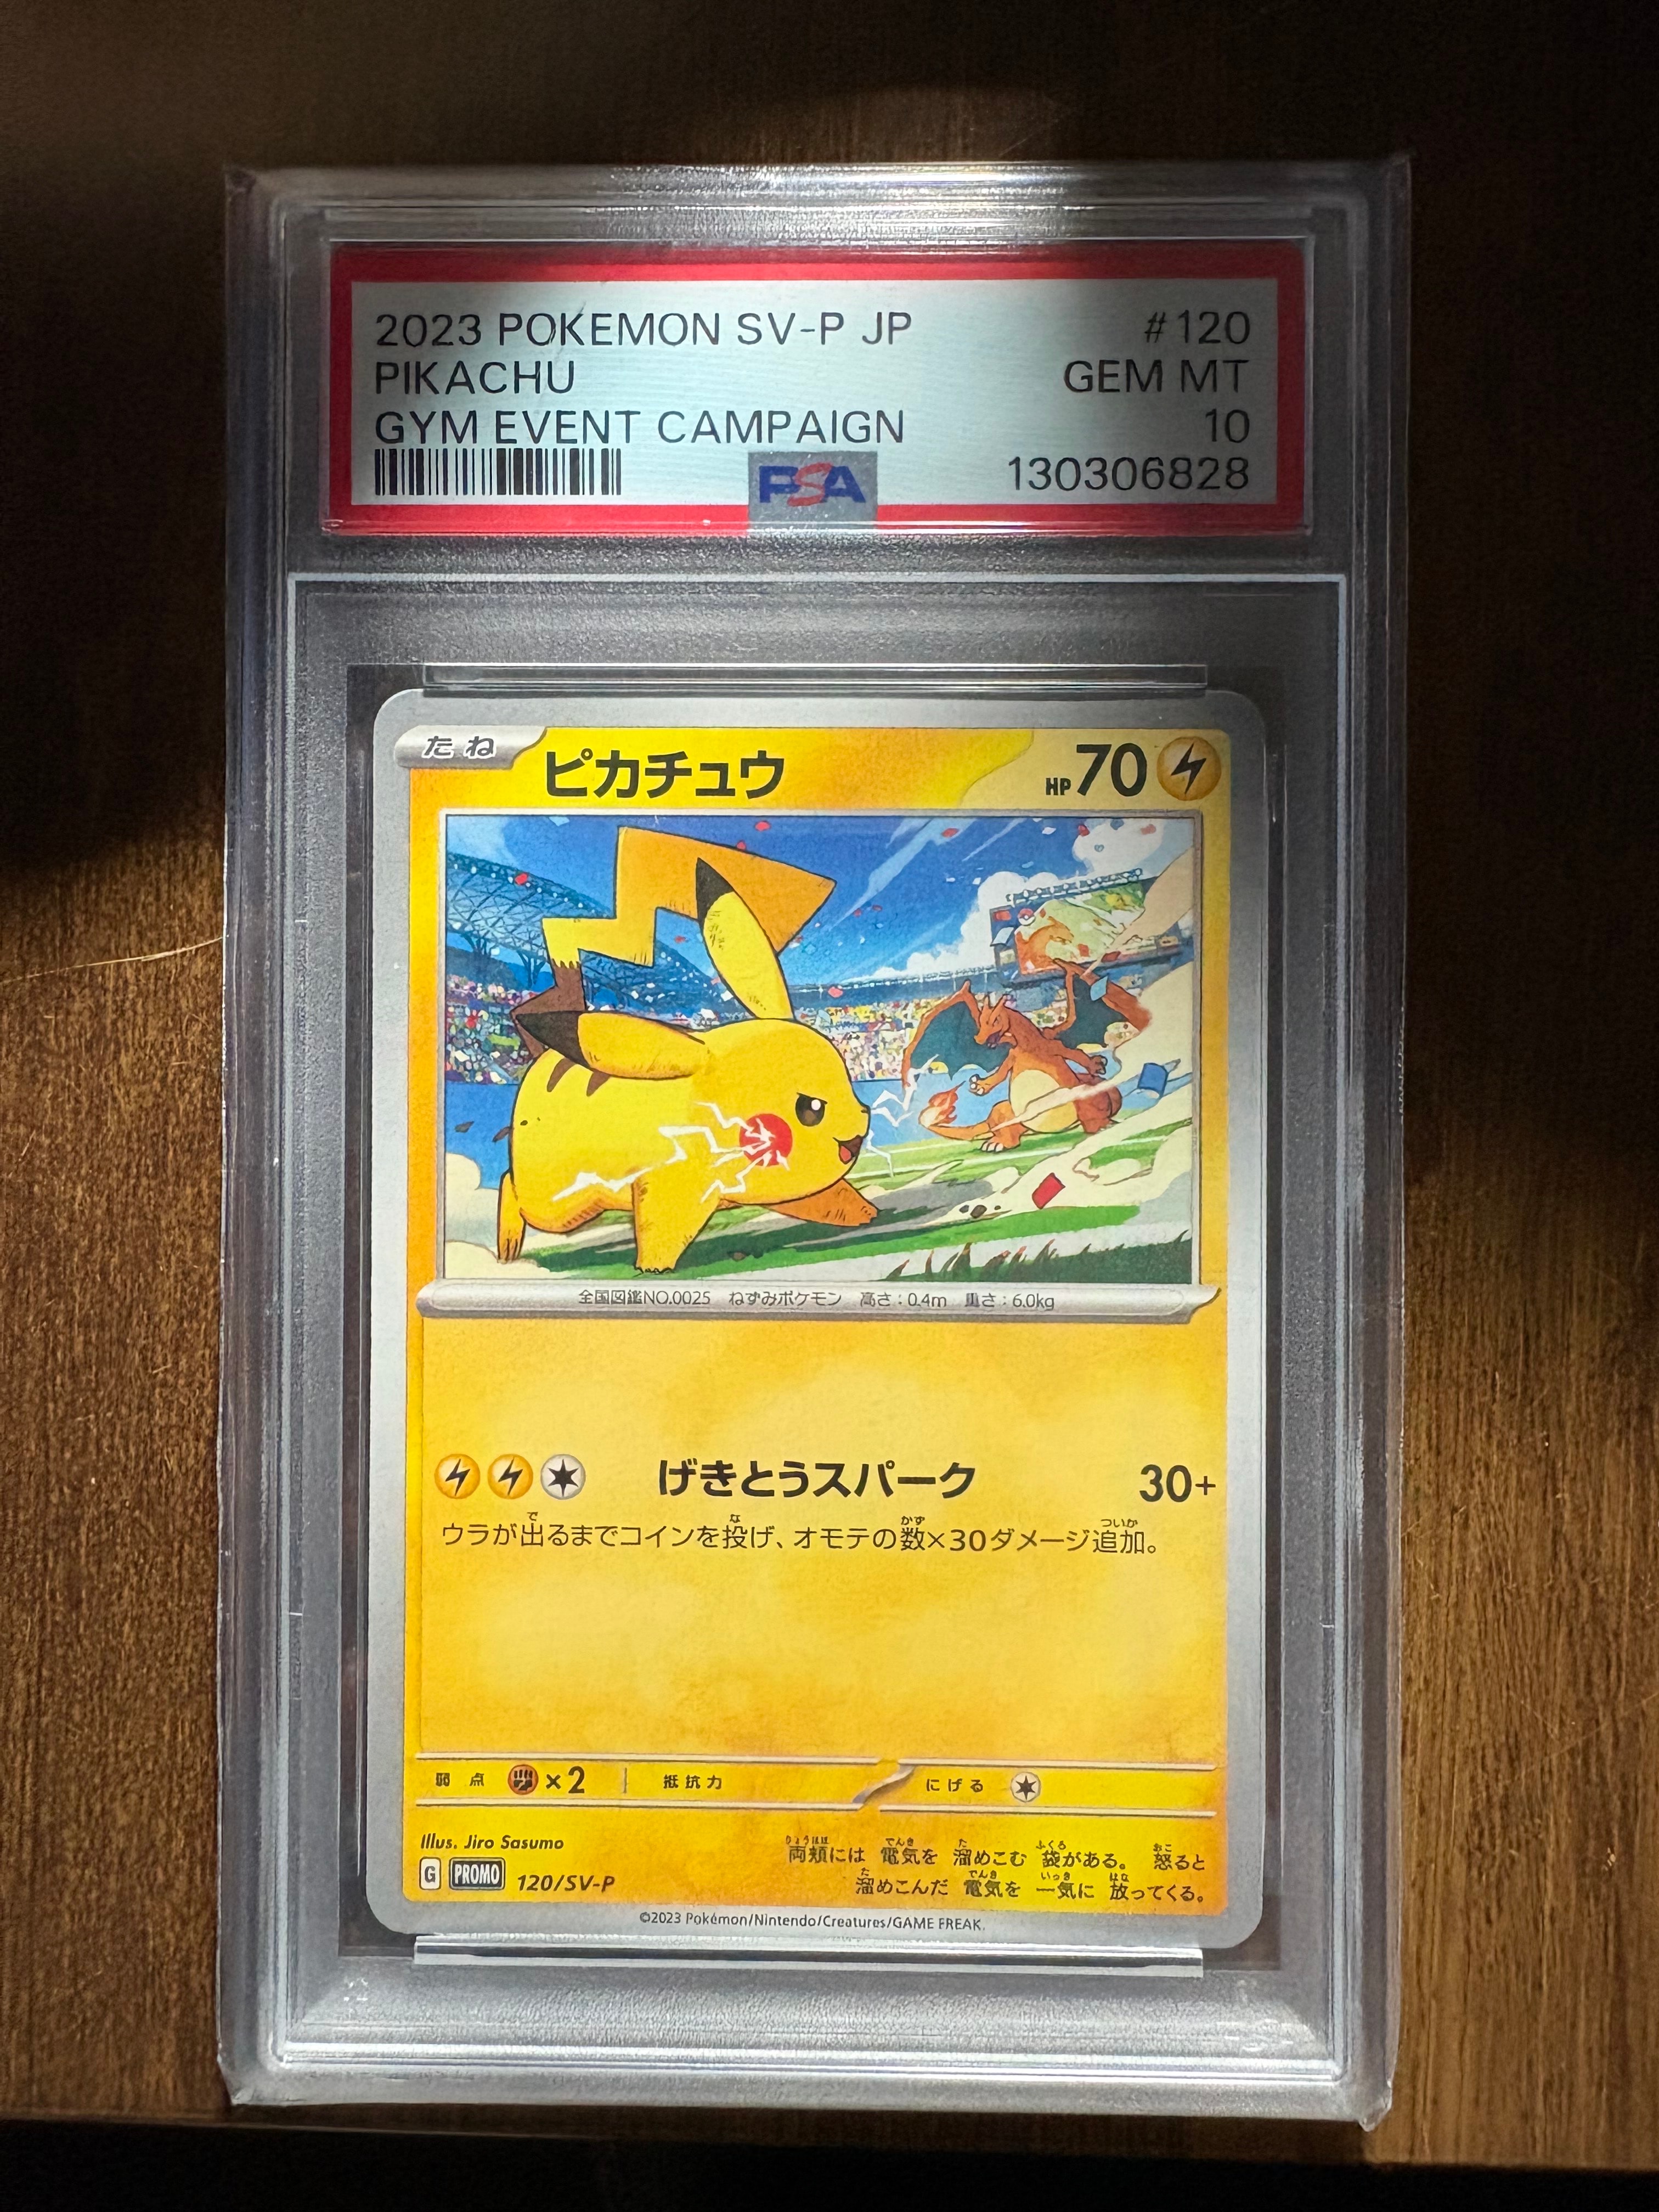 2023 POKEMON SV-P JP #120
PIKACHU GEM MT
GYM EVENT CAMPAIGN 10
PSA 130306828
たね ピカチュウ HP 70
全国図鑑NO.0025 ねずみポケモン 高さ:0.4m 重さ:6.0kg
げきとうスパーク 30+
ウラが出るまでコインを投げ、オモテの数×30ダメージ追加。
弱点 ×2 抵抗力 にげる
Illus. Jiro Sasumo
両頬には 電気を 溜めこむ 袋がある。 怒ると
溜めこんだ 電気を 一気に 放ってくる。
G PROMO 120/SV-P
©2023 Pokémon/Nintendo/Creatures/GAME FREAK.